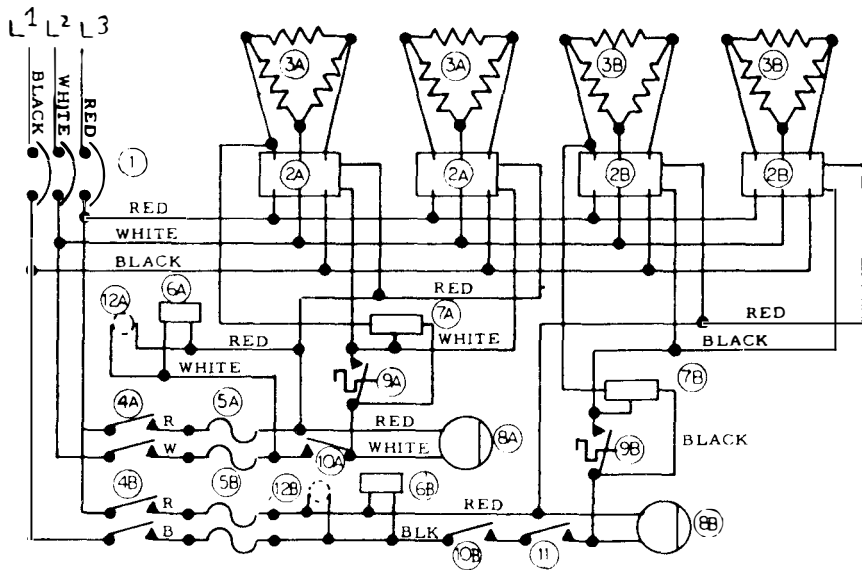 L1 L2 L3
3A 3A 3B 3B
BLACK
WHITE
RED
1
2A 2A 2B 2B
RED
WHITE
BLACK
RED
12A 6A
7A
RED
RED
WHITE
BLACK
WHITE
9A
7B
4A R 5A
RED
8A
W
10A
WHITE
9B
BLACK
4B R 5B 12B 6B
RED
8B
B
BLK
10B 11